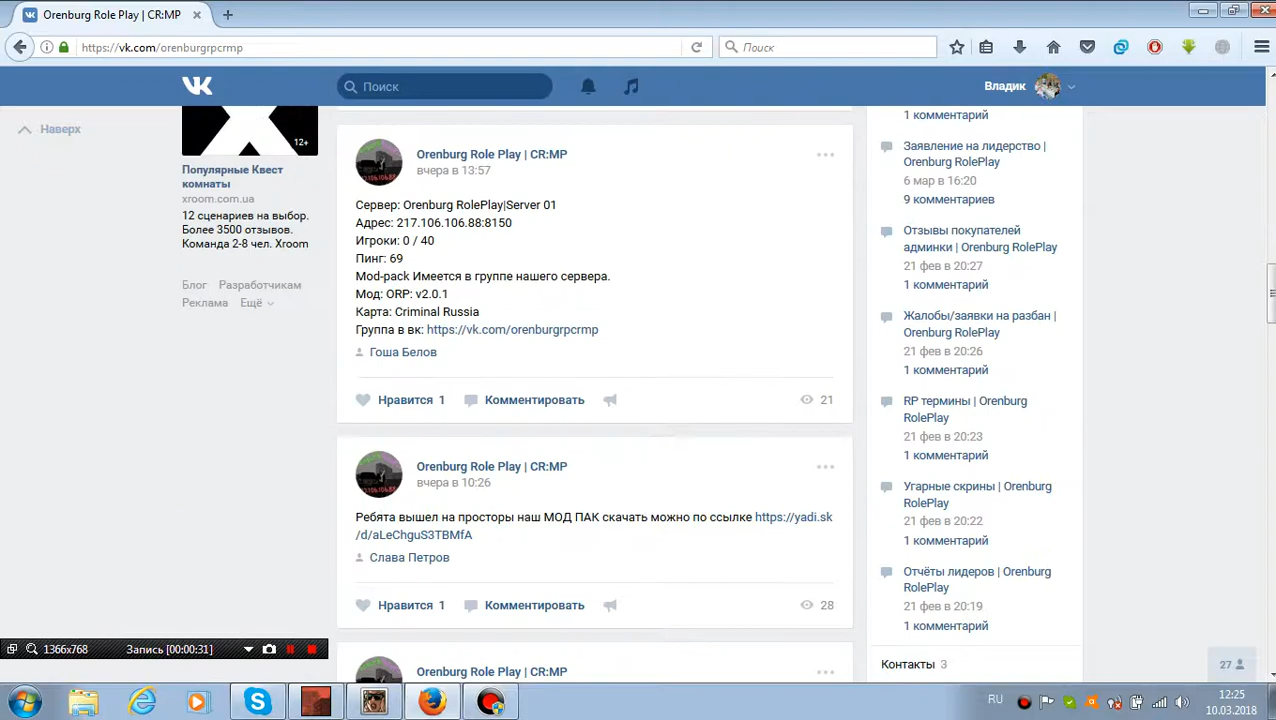 Orenburg Role Play | CR:MP
https://vk.com/orenburgrpcrmp
Поиск
Поиск
Владик
Наверх
12+
Популярные Квест
комнаты
xroom.com.ua
12 сценариев на выбор.
Более 3500 отзывов.
Команда 2-8 чел. Xroom
Блог Разработчикам
Реклама Ещё
Orenburg Role Play | CR:MP
вчера в 13:57
Сервер: Orenburg RolePlay|Server 01
Адрес: 217.106.106.88:8150
Игроки: 0 / 40
Пинг: 69
Mod-pack Имеется в группе нашего сервера.
Мод: ORP: v2.0.1
Карта: Criminal Russia
Группа в вк: https://vk.com/orenburgrpcrmp
Гоша Белов
Нравится 1 Комментировать 21
Orenburg Role Play | CR:MP
вчера в 10:26
Ребята вышел на просторы наш МОД ПАК скачать можно по ссылке https://yadi.sk
/d/aLeChguS3TBMfA
Слава Петров
Нравится 1 Комментировать 28
Orenburg Role Play | CR:MP
1 комментарий
Заявление на лидерство |
Orenburg RolePlay
6 мар в 16:20
9 комментариев
Отзывы покупателей
админки | Orenburg RolePlay
21 фев в 20:27
1 комментарий
Жалобы/заявки на разбан |
Orenburg RolePlay
21 фев в 20:26
1 комментарий
RP термины | Orenburg
RolePlay
21 фев в 20:23
1 комментарий
Угарные скрины | Orenburg
RolePlay
21 фев в 20:22
1 комментарий
Отчёты лидеров | Orenburg
RolePlay
21 фев в 20:19
1 комментарий
Контакты 3
27
1366x768 Запись [00:00:31]
RU
12:25
10.03.2018